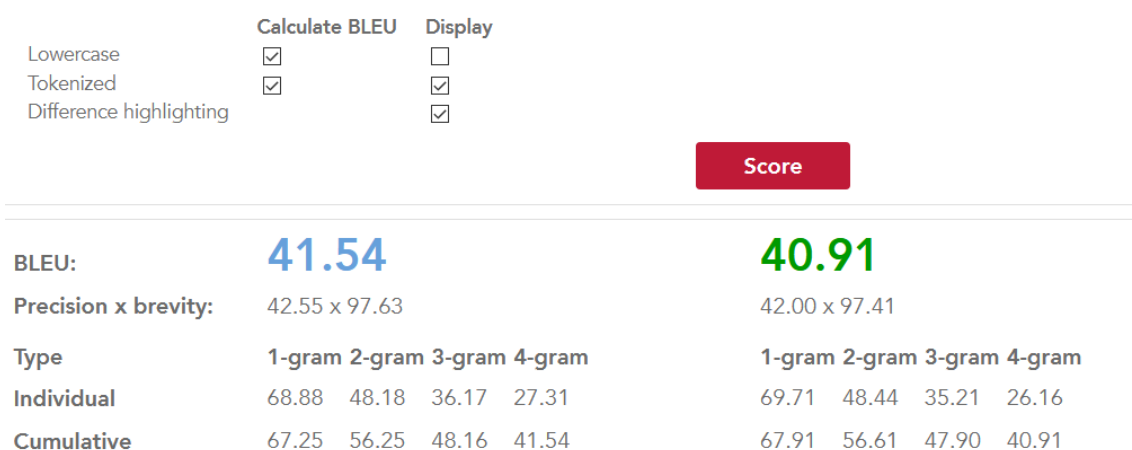 Calculate BLEU Display
Lowercase
Tokenized
Difference highlighting
Score
BLEU: 41.54 40.91
Precision x brevity: 42.55 x 97.63 42.00 x 97.41
Type 1-gram 2-gram 3-gram 4-gram 1-gram 2-gram 3-gram 4-gram
Individual 68.88 48.18 36.17 27.31 69.71 48.44 35.21 26.16
Cumulative 67.25 56.25 48.16 41.54 67.91 56.61 47.90 40.91